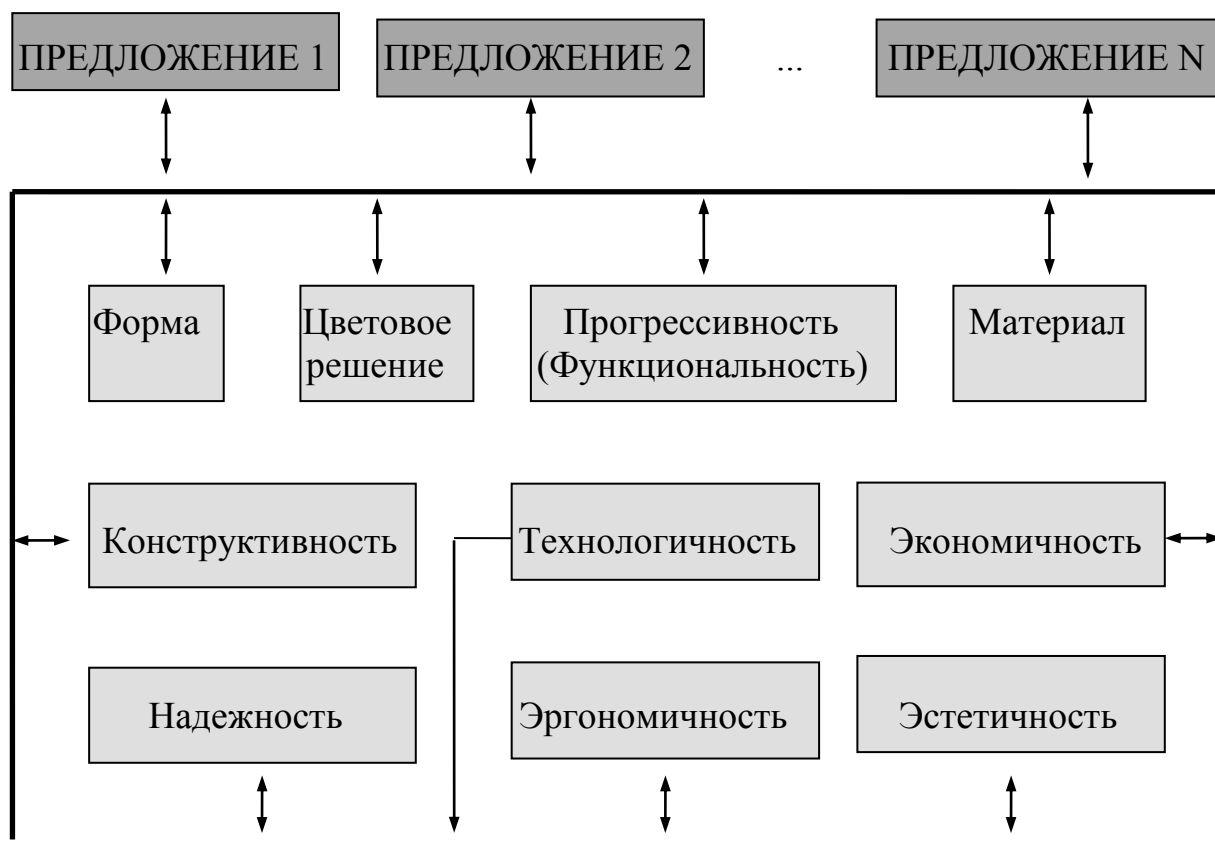 ПРЕДЛОЖЕНИЕ 1
ПРЕДЛОЖЕНИЕ 2
...
ПРЕДЛОЖЕНИЕ N
Форма
Цветовое
решение
Прогрессивность
(Функциональность)
Материал
Конструктивность
Технологичность
Экономичность
Надежность
Эргономичность
Эстетичность